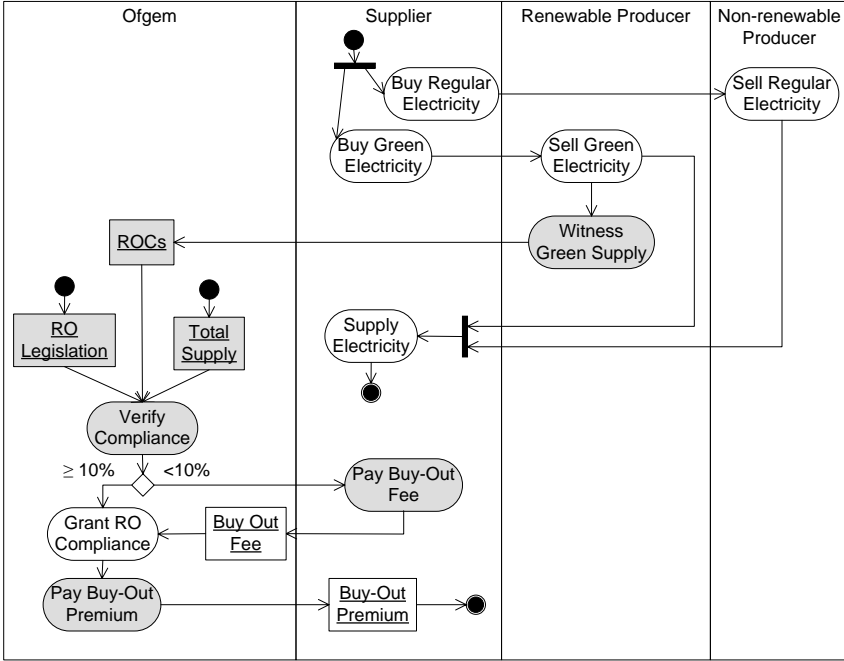 Ofgem
Supplier
Renewable Producer
Non-renewable
Producer
Buy Regular
Electricity
Sell Regular
Electricity
Buy Green
Electricity
Sell Green
Electricity
ROCs
Witness
Green Supply
RO
Legislation
Total
Supply
Supply
Electricity
Verify
Compliance
≥ 10%
<10%
Pay Buy-Out
Fee
Grant RO
Compliance
Buy Out
Fee
Pay Buy-Out
Premium
Buy-Out
Premium